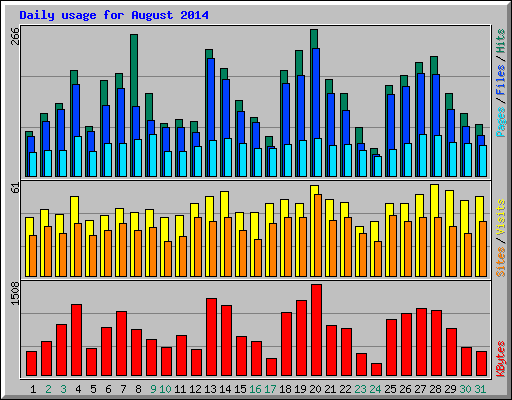 Daily usage for August 2014
266
Pages / Files / Hits
61
Sites / Visits
1508
KBytes
1 2 3 4 5 6 7 8 9 10 11 12 13 14 15 16 17 18 19 20 21 22 23 24 25 26 27 28 29 30 31